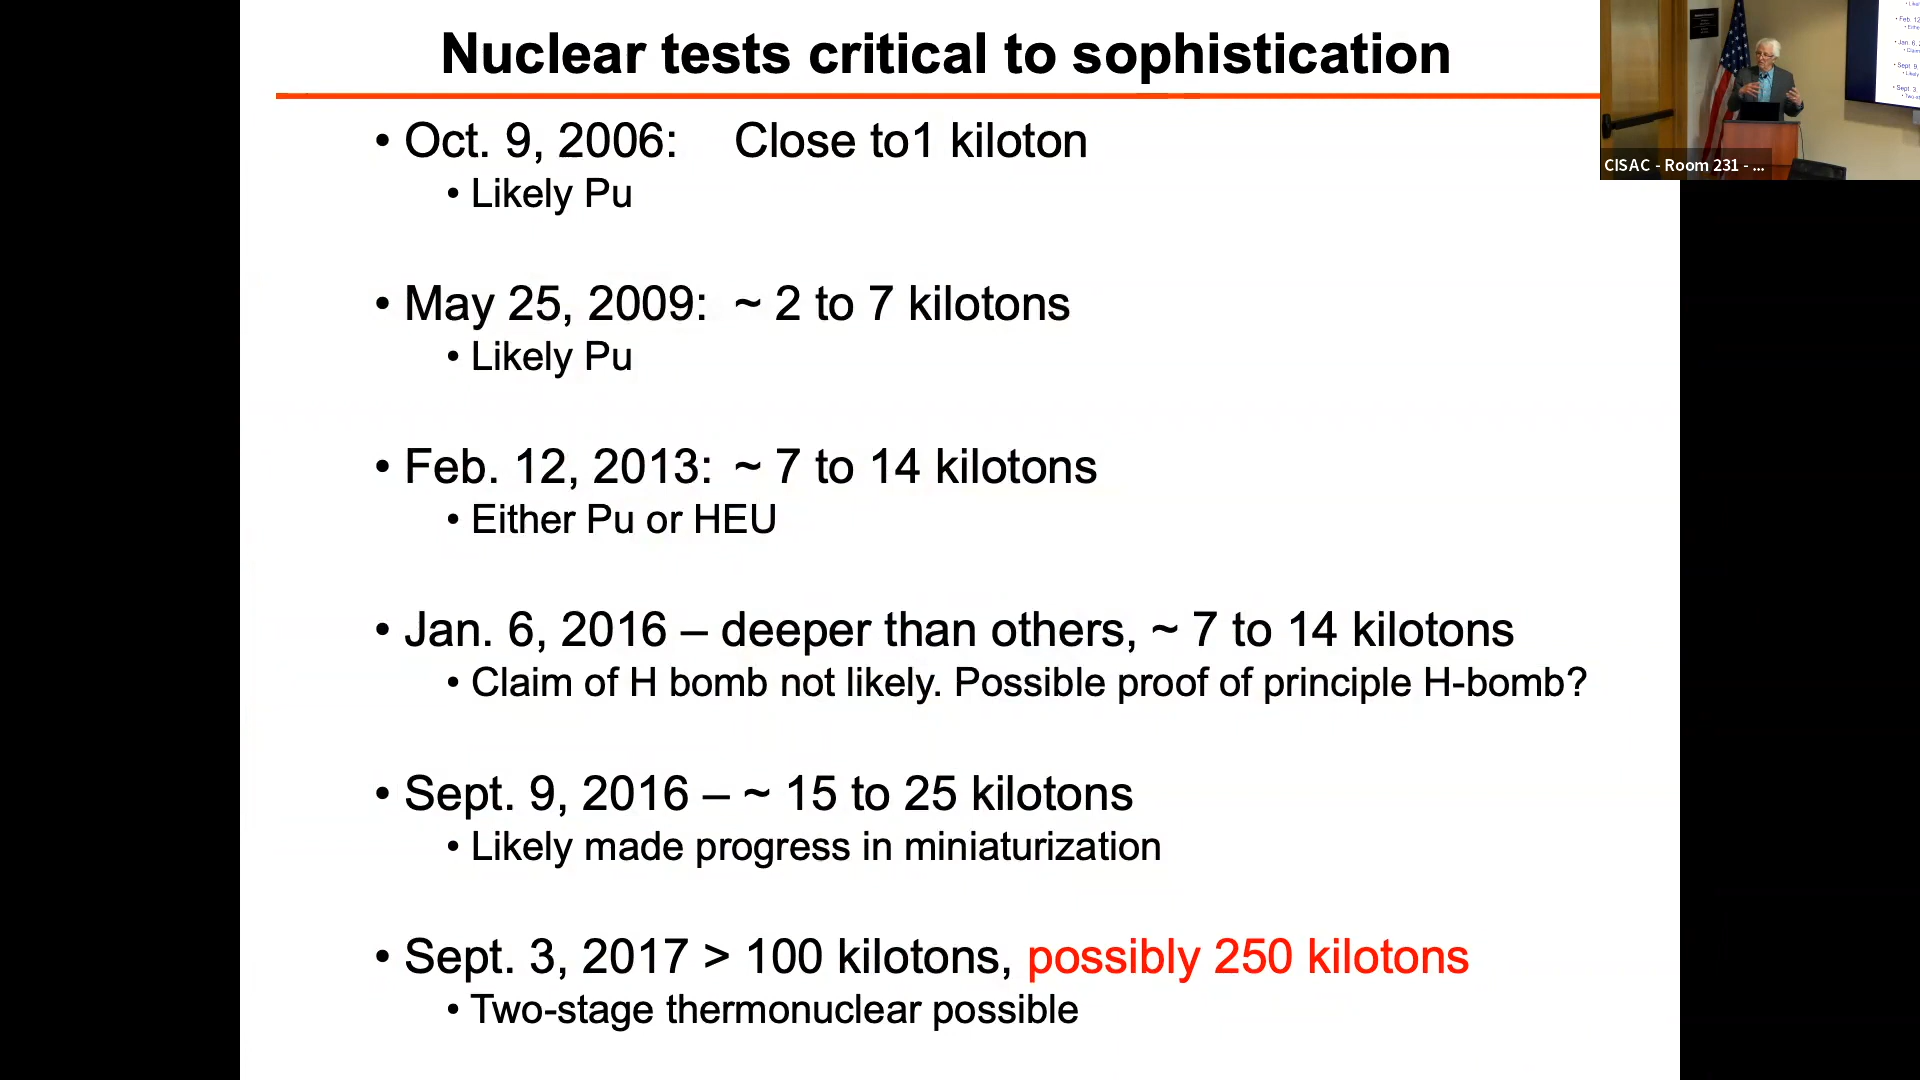 Nuclear tests critical to sophistication
• Oct. 9, 2006: Close to1 kiloton
• Likely Pu
• May 25, 2009: ~ 2 to 7 kilotons
• Likely Pu
• Feb. 12, 2013: ~ 7 to 14 kilotons
• Either Pu or HEU
• Jan. 6, 2016 – deeper than others, ~ 7 to 14 kilotons
• Claim of H bomb not likely. Possible proof of principle H-bomb?
• Sept. 9, 2016 – ~ 15 to 25 kilotons
• Likely made progress in miniaturization
• Sept. 3, 2017 > 100 kilotons, possibly 250 kilotons
• Two-stage thermonuclear possible
CISAC - Room 231 - ...